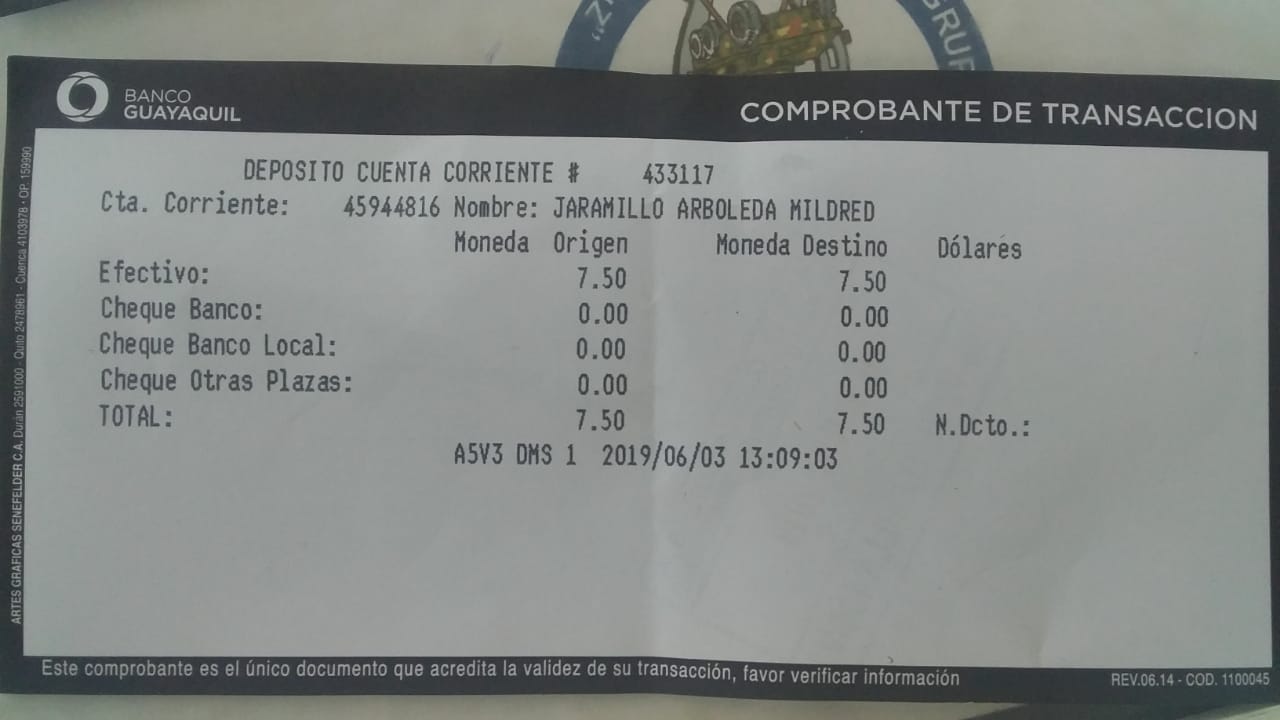 GRUP
BANCO
GUAYAQUIL
COMPROBANTE DE TRANSACCION
DEPOSITO CUENTA CORRIENTE # 433117
Cta. Corriente: 45944816 Nombre: JARAMILLO ARBOLEDA MILDRED
Moneda Origen Moneda Destino Dólares
Efectivo: 7.50 7.50
Cheque Banco: 0.00 0.00
Cheque Banco Local: 0.00 0.00
Cheque Otras Plazas: 0.00 0.00
TOTAL: 7.50 7.50 N.Dcto.:
A5V3 DMS 1 2019/06/03 13:09:03
Este comprobante es el único documento que acredita la validez de su transacción, favor verificar información
REV.06.14 - COD. 1100045
ARTES GRAFICAS SENEFELDER C.A. Durán 2591000 - Quito 2478961 - Cuenca 4103978 - OP. 159990